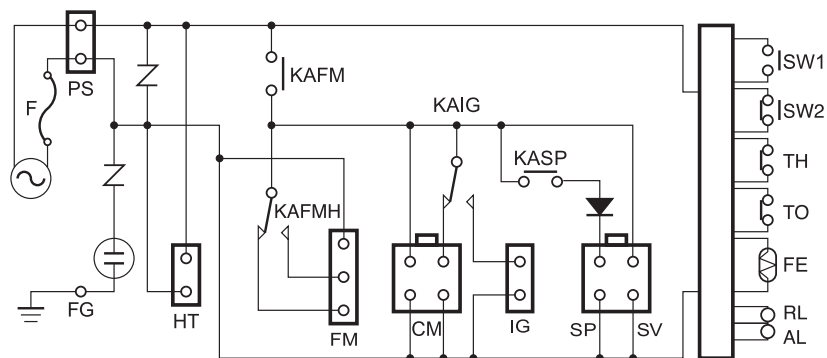 KAFM
SW1
F
PS
KAIG
SW2
KASP
TH
KAFMH
TO
FE
FG
HT
FM
CM
IG
SP
SV
RL
AL